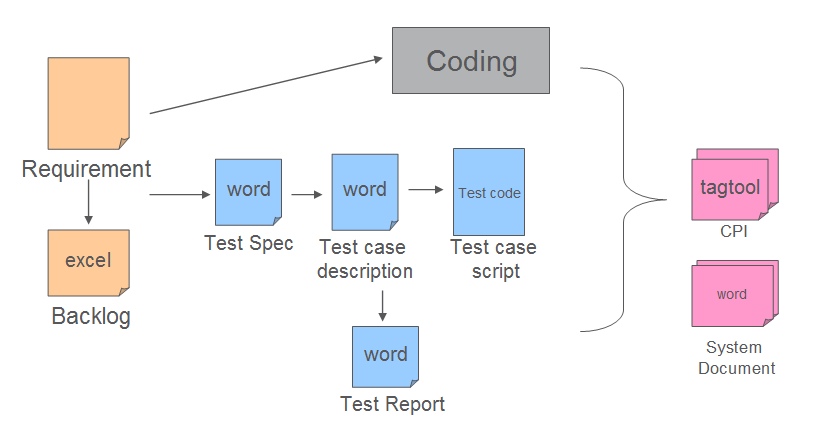 Coding
Requirement
excel
Backlog
word
Test Spec
word
Test case
description
Test code
Test case
script
word
Test Report
tagtool
CPI
word
System
Document